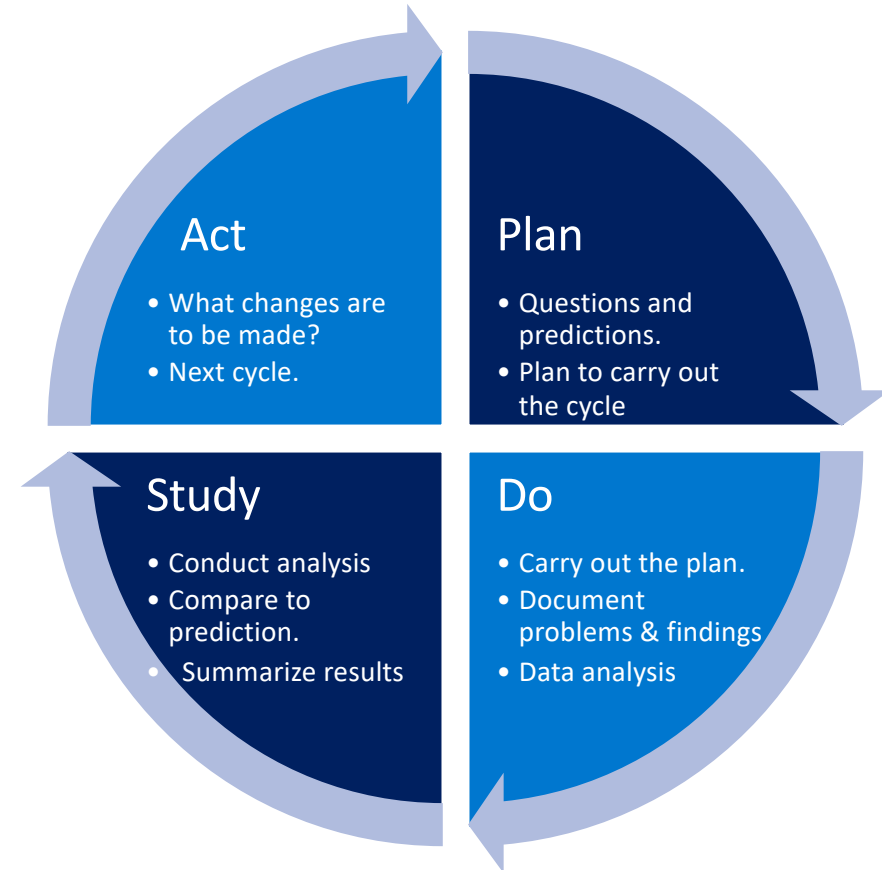 Act
• What changes are
to be made?
• Next cycle.
Plan
• Questions and
predictions.
• Plan to carry out
the cycle
Study
• Conduct analysis
• Compare to
prediction.
• Summarize results
Do
• Carry out the plan.
• Document
problems & findings
• Data analysis